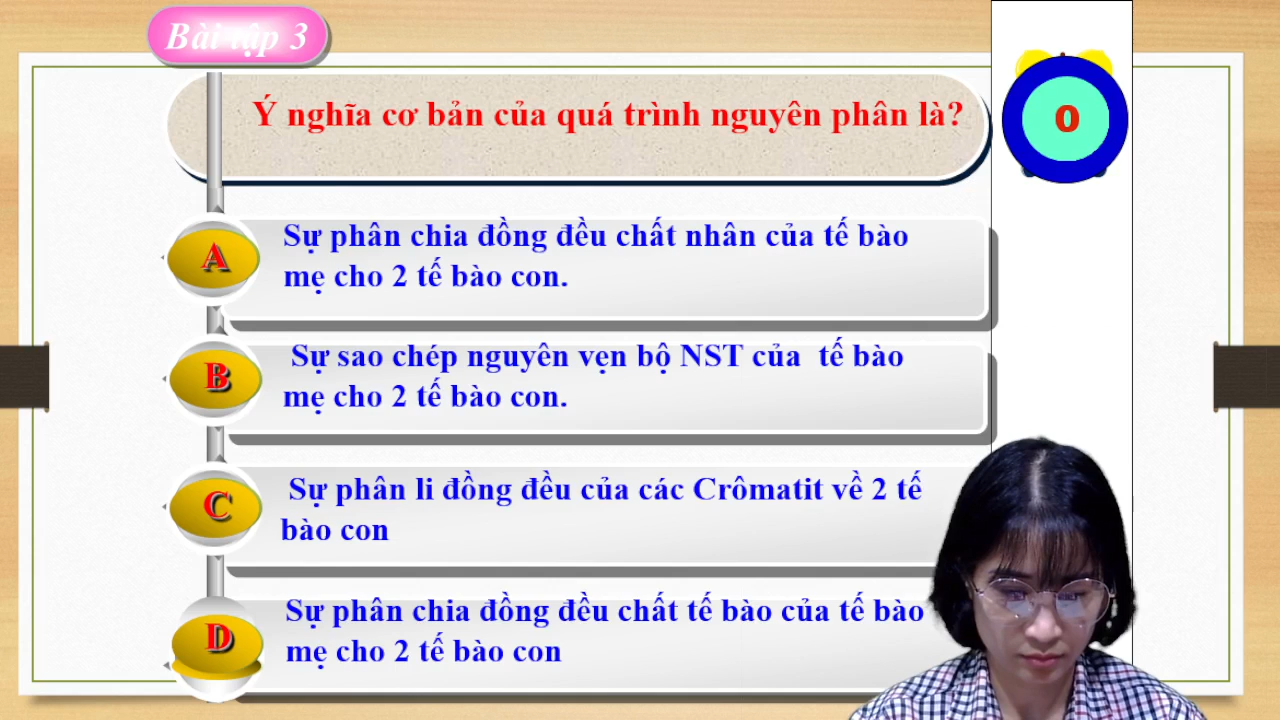 Bài tập 3
Ý nghĩa cơ bản của quá trình nguyên phân là?
0
A
Sự phân chia đồng đều chất nhân của tế bào
mẹ cho 2 tế bào con.
B
Sự sao chép nguyên vẹn bộ NST của tế bào
mẹ cho 2 tế bào con.
C
Sự phân li đồng đều của các Crômatit về 2 tế
bào con
D
Sự phân chia đồng đều chất tế bào của tế bào
mẹ cho 2 tế bào con